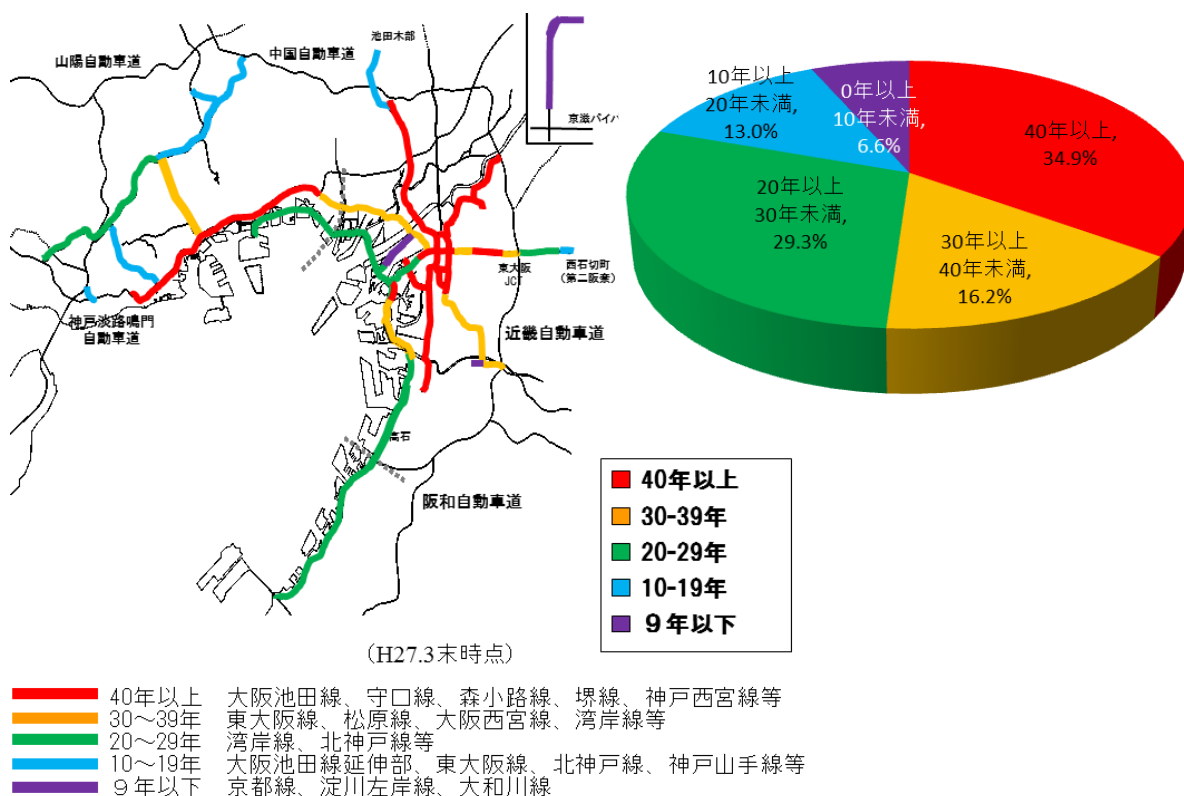 池田木部
中国自動車道
山陽自動車道
京滋バイパ
東大阪
JCT
西石切町
(第二阪奈)
神戸淡路鳴門
自動車道
近畿自動車道
高石
阪和自動車道
(H27.3末時点)
10年以上
20年未満,
13.0%
0年以上
10年未満,
6.6%
40年以上,
34.9%
20年以上
30年未満,
29.3%
30年以上
40年未満,
16.2%
40年以上
30-39年
20-29年
10-19年
9年以下
40年以上 大阪池田線、守口線、森小路線、堺線、神戸西宮線等
30~39年 東大阪線、松原線、大阪西宮線、湾岸線等
20~29年 湾岸線、北神戸線等
10~19年 大阪池田線延伸部、東大阪線、北神戸線、神戸山手線等
9年以下 京都線、淀川左岸線、大和川線